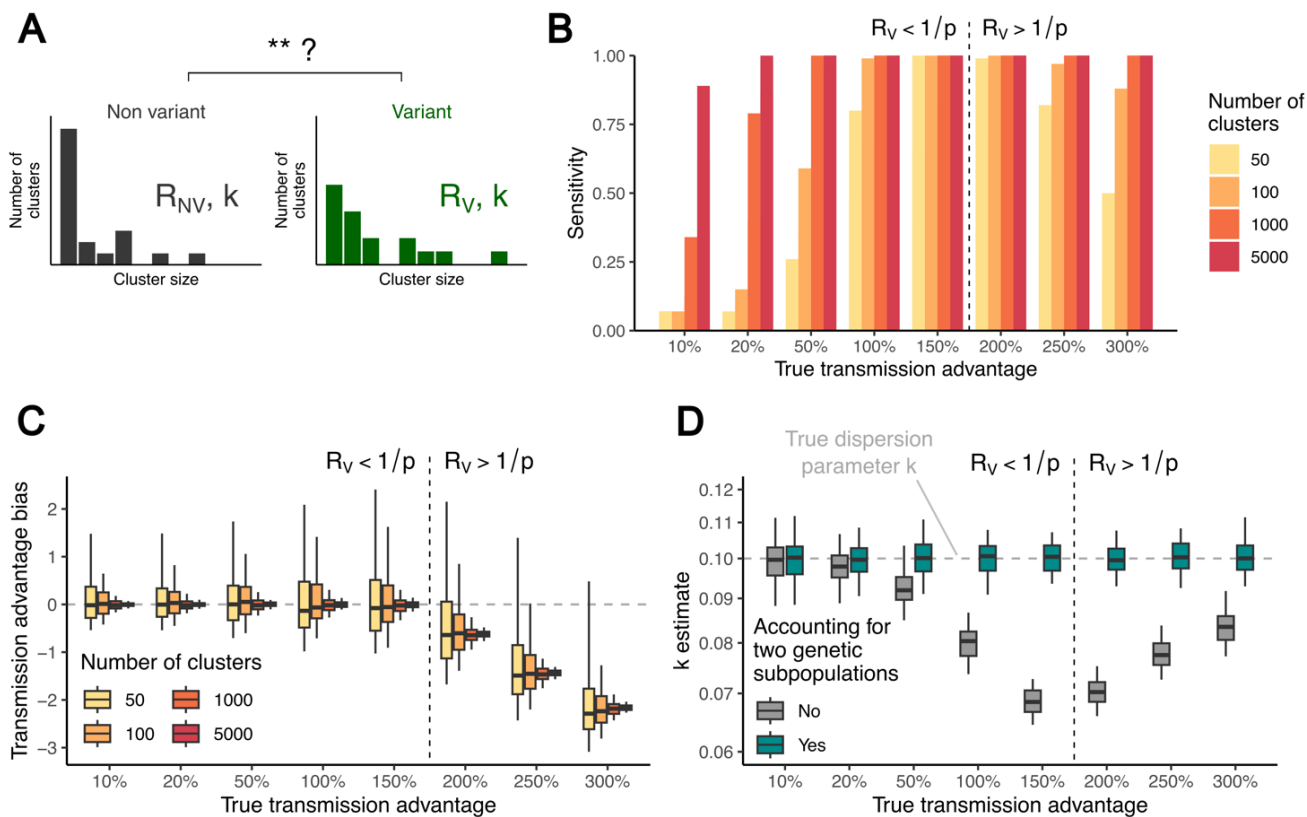 A
** ?
Non variant
Variant
Number of
clusters
R_NV, k
Cluster size
Number of
clusters
R_V, k
Cluster size
B
R_V < 1/p
R_V > 1/p
Sensitivity
1.00
0.75
0.50
0.25
0.00
10%
20%
50%
100%
150%
200%
250%
300%
True transmission advantage
Number of
clusters
50
100
1000
5000
C
R_V < 1/p
R_V > 1/p
Transmission advantage bias
2
1
0
−1
−2
−3
Number of clusters
50
100
1000
5000
10%
20%
50%
100%
150%
200%
250%
300%
True transmission advantage
D
True dispersion
parameter k
R_V < 1/p
R_V > 1/p
k estimate
0.12
0.11
0.10
0.09
0.08
0.07
0.06
Accounting for
two genetic
subpopulations
No
Yes
10%
20%
50%
100%
150%
200%
250%
300%
True transmission advantage